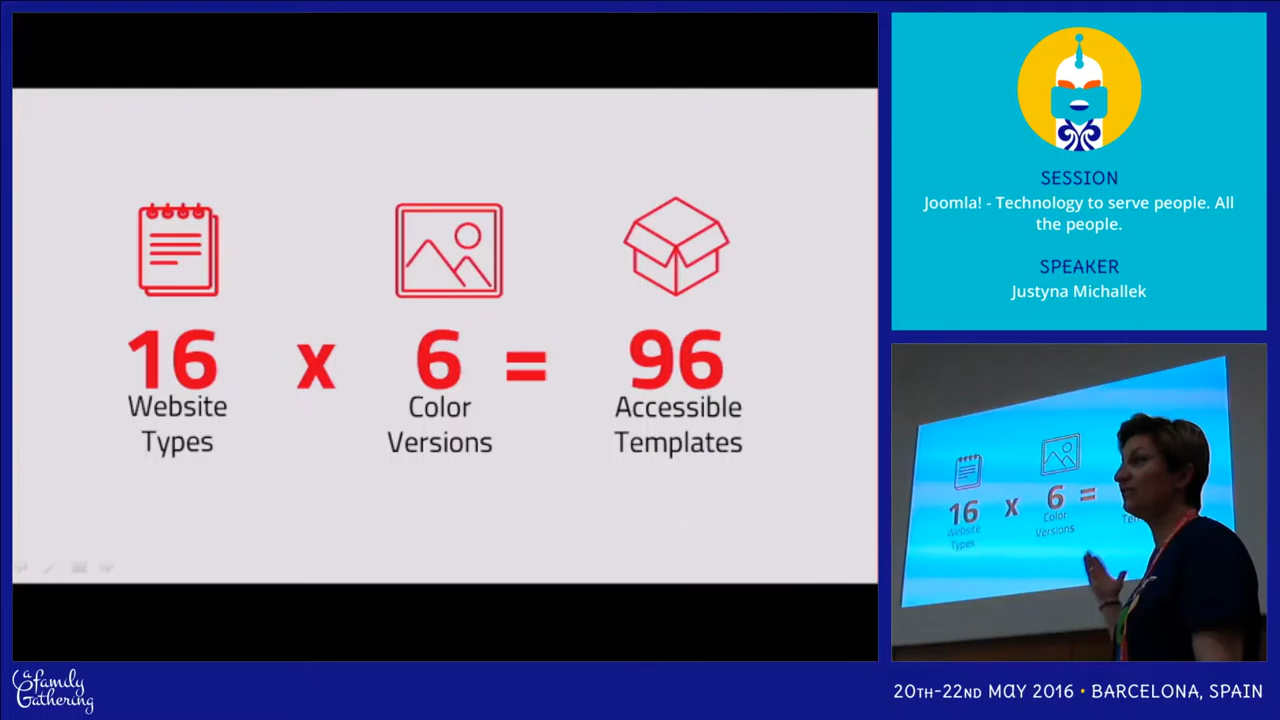 16 x 6 = 96
Website Types
Color Versions
Accessible Templates
SESSION
Joomla! - Technology to serve people. All
the people.
SPEAKER
Justyna Michallek
16 x 6 =
Website
Types
Color
Versions
a family
Gathering
20TH-22ND MAY 2016 • BARCELONA, SPAIN